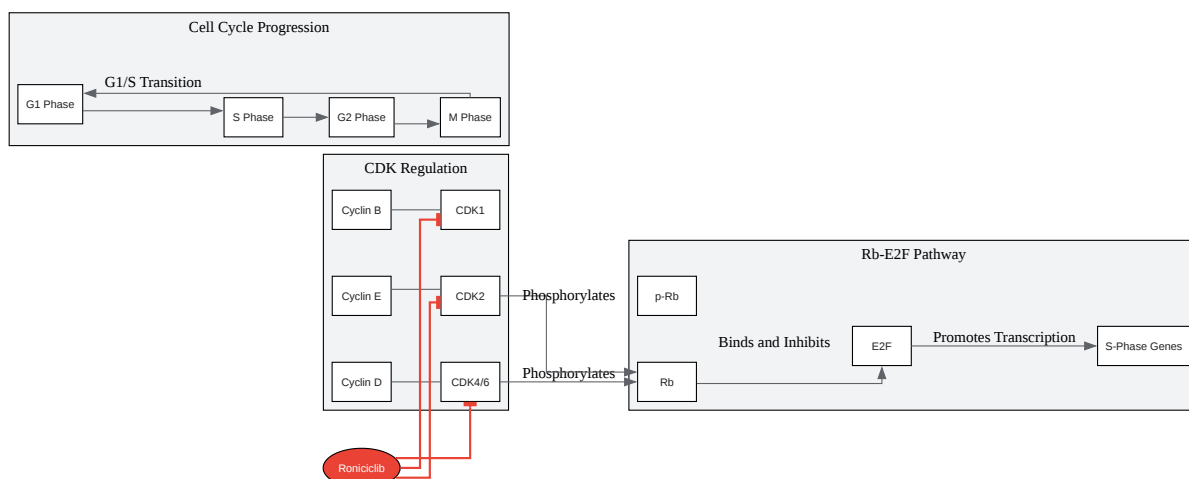 Cell Cycle Progression
G1/S Transition
G1 Phase
S Phase
G2 Phase
M Phase
CDK Regulation
Cyclin B
CDK1
Cyclin E
CDK2
Cyclin D
CDK4/6
Phosphorylates
Phosphorylates
Rb-E2F Pathway
p-Rb
Rb
Binds and Inhibits
E2F
Promotes Transcription
S-Phase Genes
Roniciclib